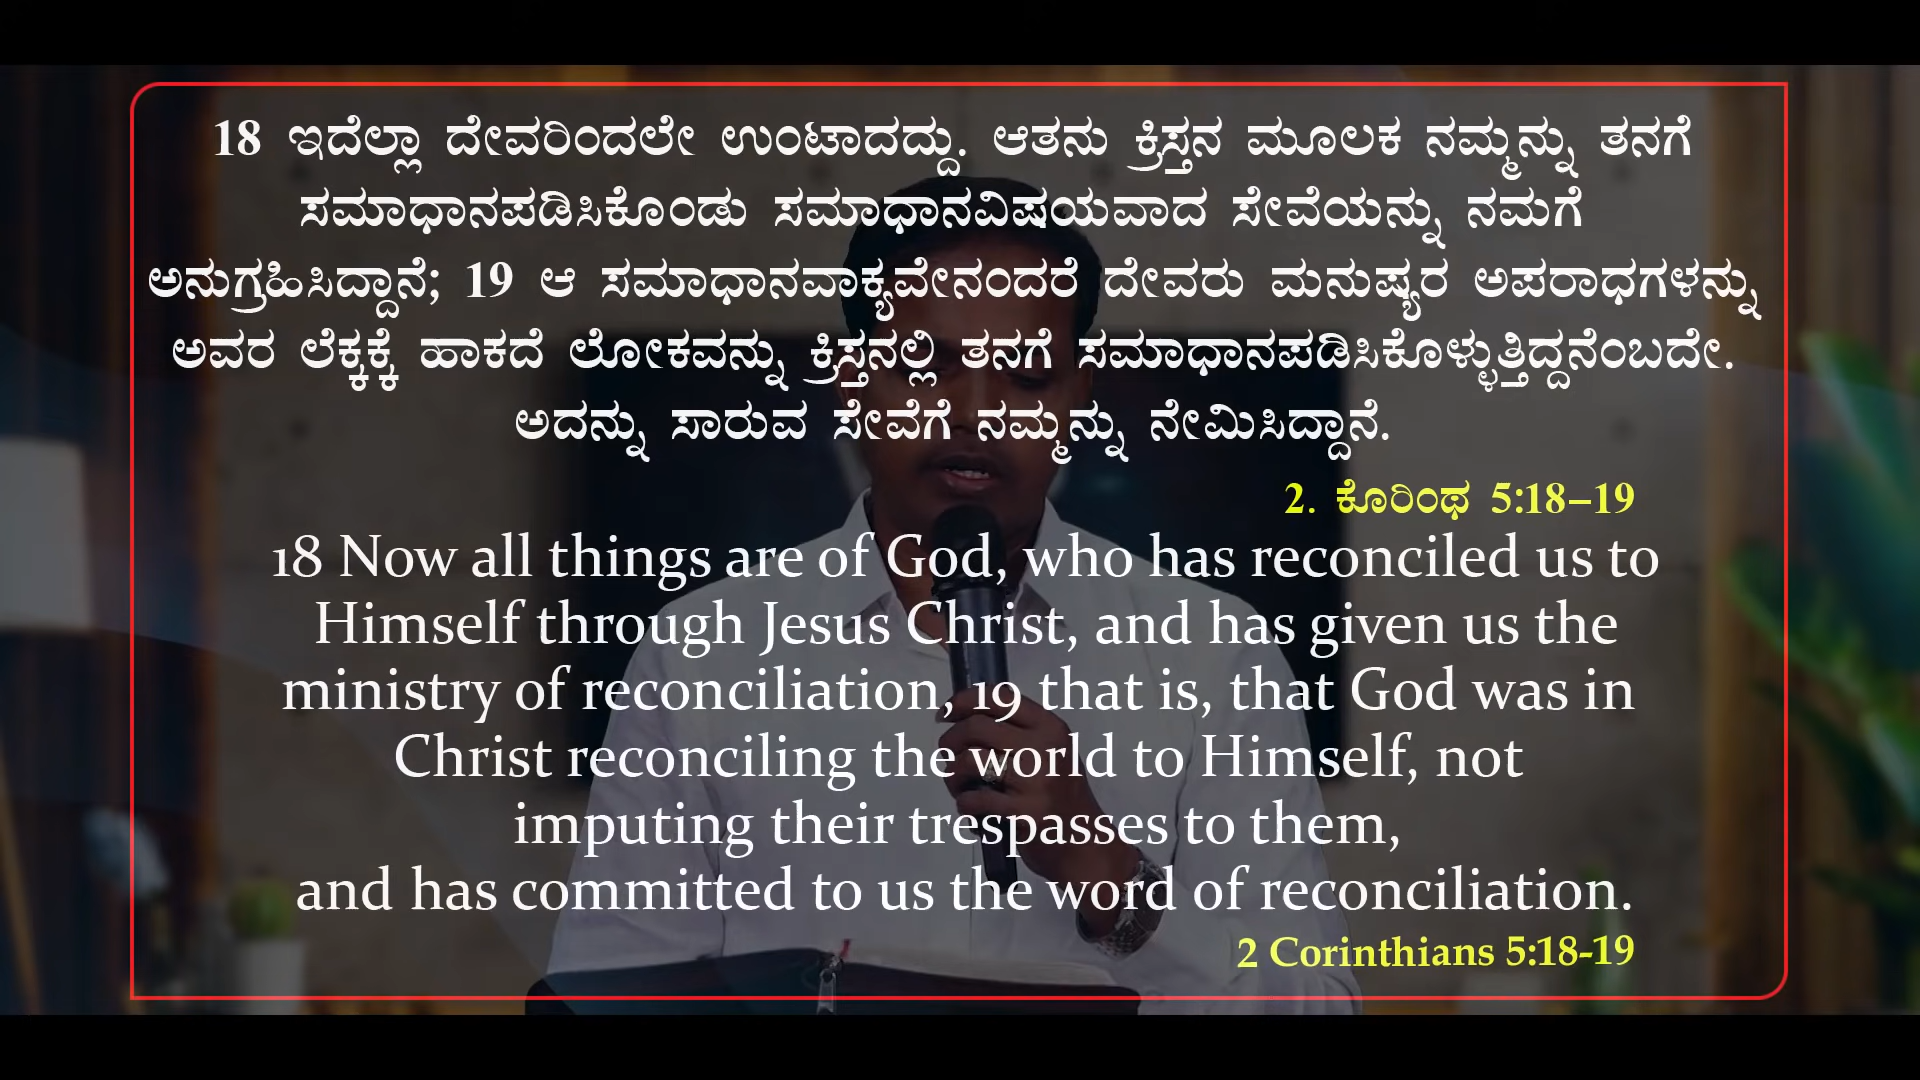 18 ಇದೆಲ್ಲಾ ದೇವರಿಂದಲೇ ಉಂಟಾದದ್ದು. ಆತನು ಕ್ರಿಸ್ತನ ಮೂಲಕ ನಮ್ಮನ್ನು ತನಗೆ
ಸಮಾಧಾನಪಡಿಸಿಕೊಂಡು ಸಮಾಧಾನವಿಷಯವಾದ ಸೇವೆಯನ್ನು ನಮಗೆ
ಅನುಗ್ರಹಿಸಿದ್ದಾನೆ; 19 ಆ ಸಮಾಧಾನವಾಕ್ಯವೇನಂದರೆ ದೇವರು ಮನುಷ್ಯರ ಅಪರಾಧಗಳನ್ನು
ಅವರ ಲೆಕ್ಕಕ್ಕೆ ಹಾಕದೆ ಲೋಕವನ್ನು ಕ್ರಿಸ್ತನಲ್ಲಿ ತನಗೆ ಸಮಾಧಾನಪಡಿಸಿಕೊಳ್ಳುತ್ತಿದ್ದನೆಂಬದೇ.
ಅದನ್ನು ಸಾರುವ ಸೇವೆಗೆ ನಮ್ಮನ್ನು ನೇಮಿಸಿದ್ದಾನೆ.
2. ಕೊರಿಂಥ 5:18–19
18 Now all things are of God, who has reconciled us to
Himself through Jesus Christ, and has given us the
ministry of reconciliation, 19 that is, that God was in
Christ reconciling the world to Himself, not
imputing their trespasses to them,
and has committed to us the word of reconciliation.
2 Corinthians 5:18-19